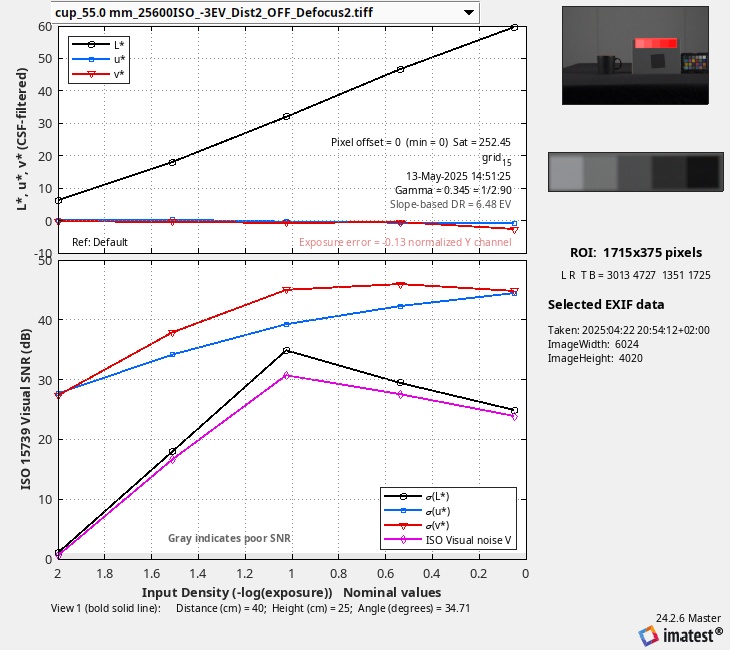 cup_55.0 mm_25600ISO_-3EV_Dist2_OFF_Defocus2.tiff
60
50
40
30
20
10
0
-10
L*, u*, v* (CSF-filtered)
L*
u*
v*
Pixel offset = 0 (min = 0) Sat = 252.45
grid15
13-May-2025 14:51:25
Gamma = 0.345 = 1/2.90
Slope-based DR = 6.48 EV
Ref: Default
Exposure error = -0.13 normalized Y channel
50
40
30
20
10
0
ISO 15739 Visual SNR (dB)
σ(L*)
σ(u*)
σ(v*)
ISO Visual noise V
Gray indicates poor SNR
2 1.8 1.6 1.4 1.2 1 0.8 0.6 0.4 0.2 0
Input Density (-log(exposure)) Nominal values
View 1 (bold solid line): Distance (cm) = 40; Height (cm) = 25; Angle (degrees) = 34.71
ROI: 1715x375 pixels
L R T B = 3013 4727 1351 1725
Selected EXIF data
Taken: 2025:04:22 20:54:12+02:00
ImageWidth: 6024
ImageHeight: 4020
24.2.6 Master
imatest®